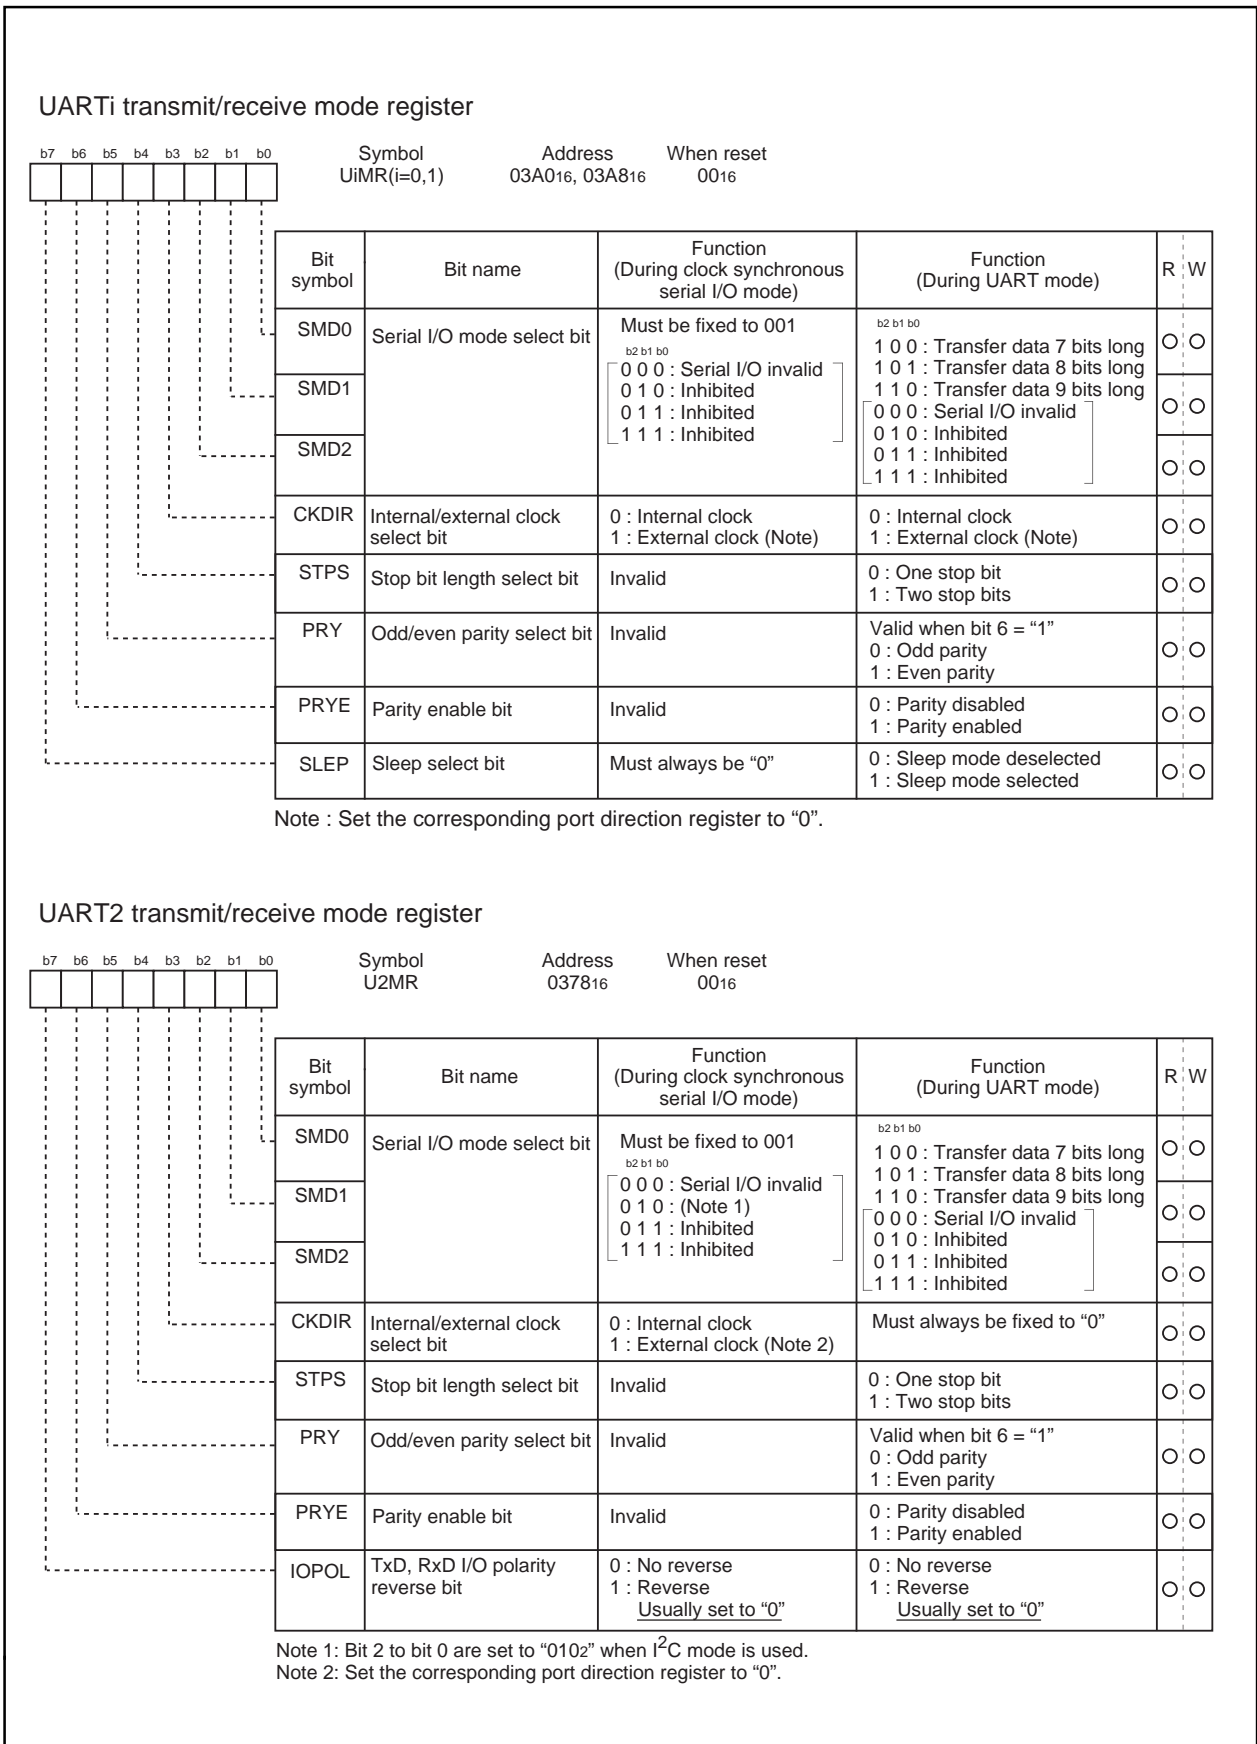 UARTi transmit/receive mode register
b7 b6 b5 b4 b3 b2 b1 b0
Symbol Address When reset
UiMR(i=0,1) 03A016, 03A816 0016
Bit symbol Bit name Function (During clock synchronous serial I/O mode) Function (During UART mode) R W
SMD0 Serial I/O mode select bit
SMD1
SMD2
Must be fixed to 001
b2 b1 b0
0 0 0 : Serial I/O invalid
0 1 0 : Inhibited
0 1 1 : Inhibited
1 1 1 : Inhibited
b2 b1 b0
1 0 0 : Transfer data 7 bits long
1 0 1 : Transfer data 8 bits long
1 1 0 : Transfer data 9 bits long
0 0 0 : Serial I/O invalid
0 1 0 : Inhibited
0 1 1 : Inhibited
1 1 1 : Inhibited
CKDIR Internal/external clock select bit
0 : Internal clock
1 : External clock (Note)
0 : Internal clock
1 : External clock (Note)
STPS Stop bit length select bit Invalid
0 : One stop bit
1 : Two stop bits
PRY Odd/even parity select bit Invalid
Valid when bit 6 = “1”
0 : Odd parity
1 : Even parity
PRYE Parity enable bit Invalid
0 : Parity disabled
1 : Parity enabled
SLEP Sleep select bit Must always be “0”
0 : Sleep mode deselected
1 : Sleep mode selected
Note : Set the corresponding port direction register to “0”.
UART2 transmit/receive mode register
b7 b6 b5 b4 b3 b2 b1 b0
Symbol Address When reset
U2MR 037816 0016
Bit symbol Bit name Function (During clock synchronous serial I/O mode) Function (During UART mode) R W
SMD0 Serial I/O mode select bit
SMD1
SMD2
Must be fixed to 001
b2 b1 b0
0 0 0 : Serial I/O invalid
0 1 0 : (Note 1)
0 1 1 : Inhibited
1 1 1 : Inhibited
b2 b1 b0
1 0 0 : Transfer data 7 bits long
1 0 1 : Transfer data 8 bits long
1 1 0 : Transfer data 9 bits long
0 0 0 : Serial I/O invalid
0 1 0 : Inhibited
0 1 1 : Inhibited
1 1 1 : Inhibited
CKDIR Internal/external clock select bit
0 : Internal clock
1 : External clock (Note 2)
Must always be fixed to “0”
STPS Stop bit length select bit Invalid
0 : One stop bit
1 : Two stop bits
PRY Odd/even parity select bit Invalid
Valid when bit 6 = “1”
0 : Odd parity
1 : Even parity
PRYE Parity enable bit Invalid
0 : Parity disabled
1 : Parity enabled
IOPOL TxD, RxD I/O polarity reverse bit
0 : No reverse
1 : Reverse
Usually set to “0”
0 : No reverse
1 : Reverse
Usually set to “0”
Note 1: Bit 2 to bit 0 are set to “0102” when I2C mode is used.
Note 2: Set the corresponding port direction register to “0”.